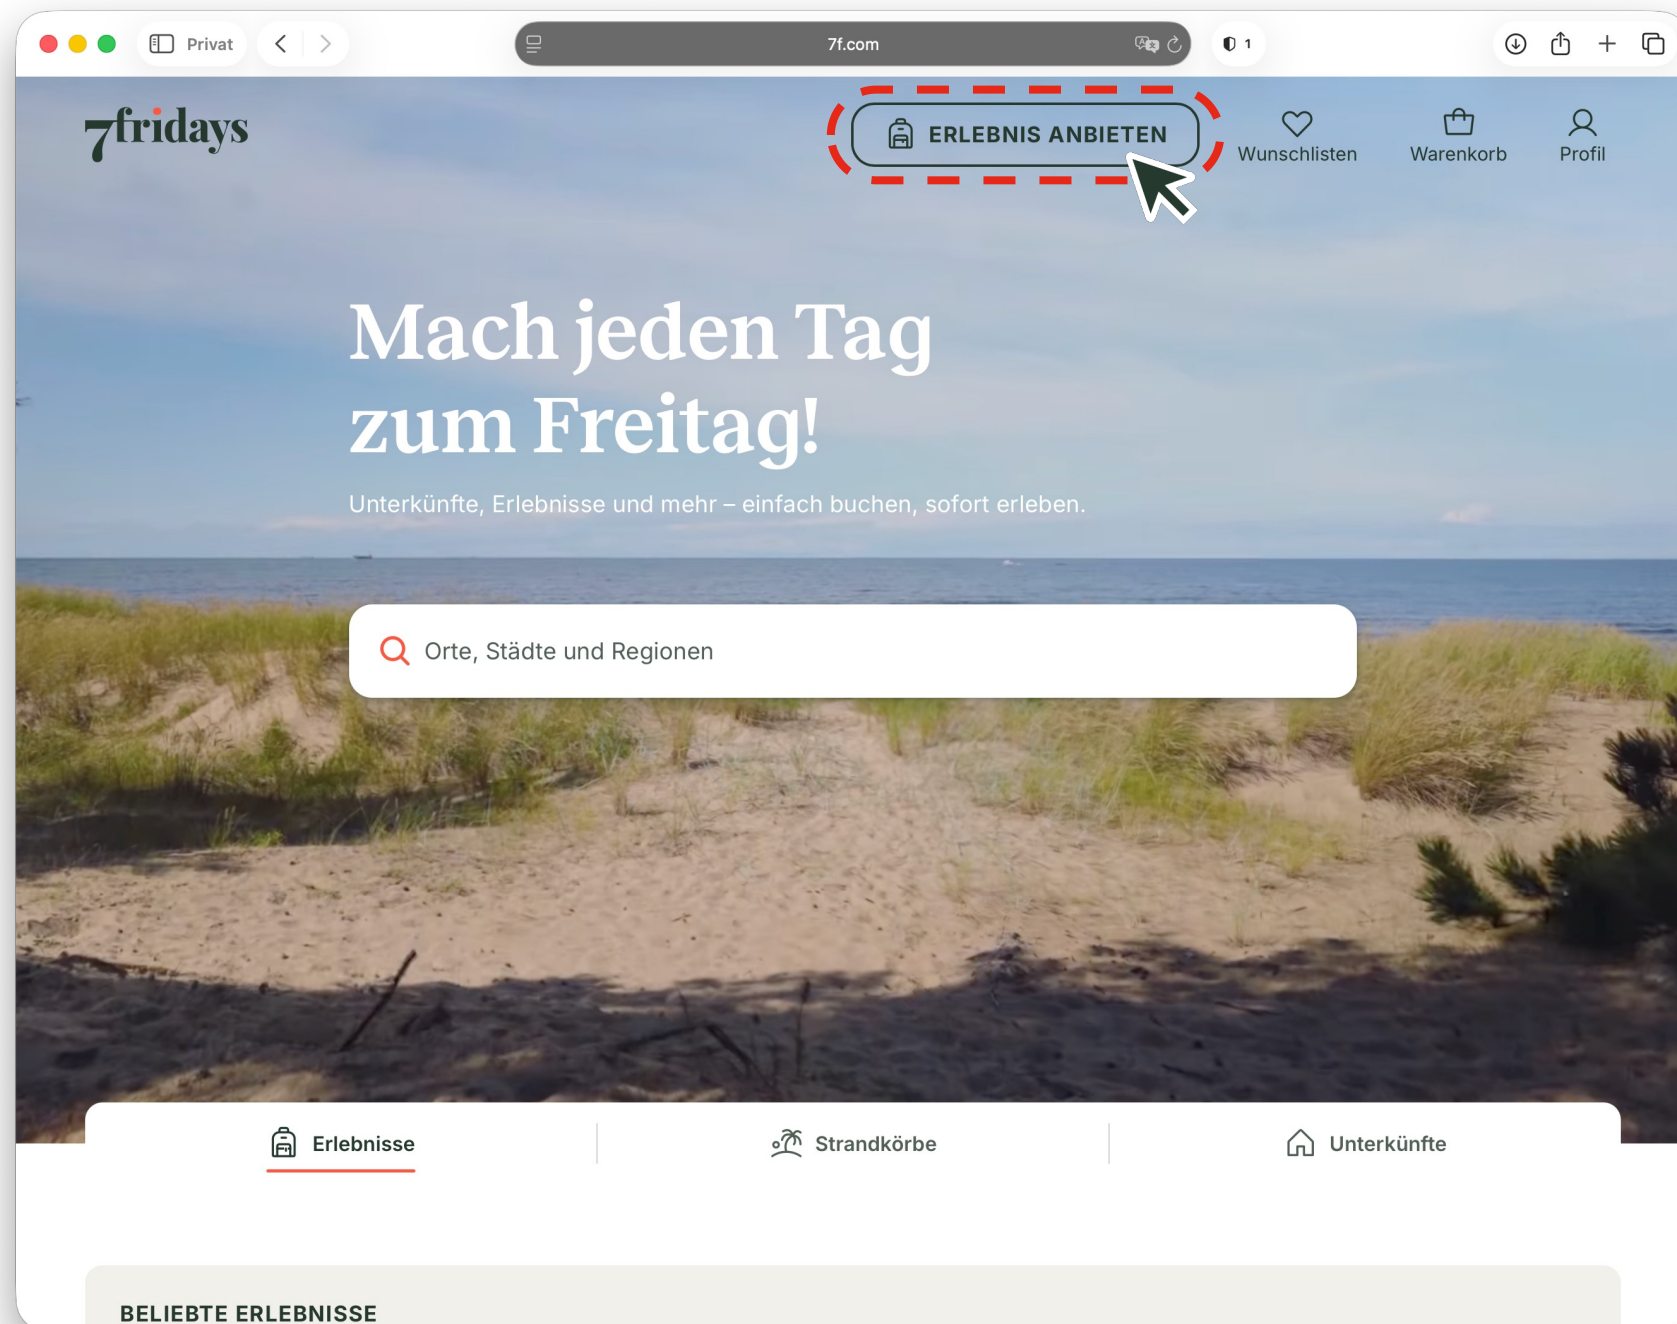 Privat
7f.com
1
7fridays
ERLEBNIS ANBIETEN
Wunschlisten
Warenkorb
Profil
Mach jeden Tag
zum Freitag!
Unterkünfte, Erlebnisse und mehr – einfach buchen, sofort erleben.
Orte, Städte und Regionen
Erlebnisse
Strandkörbe
Unterkünfte
BELIEBTE ERLEBNISSE